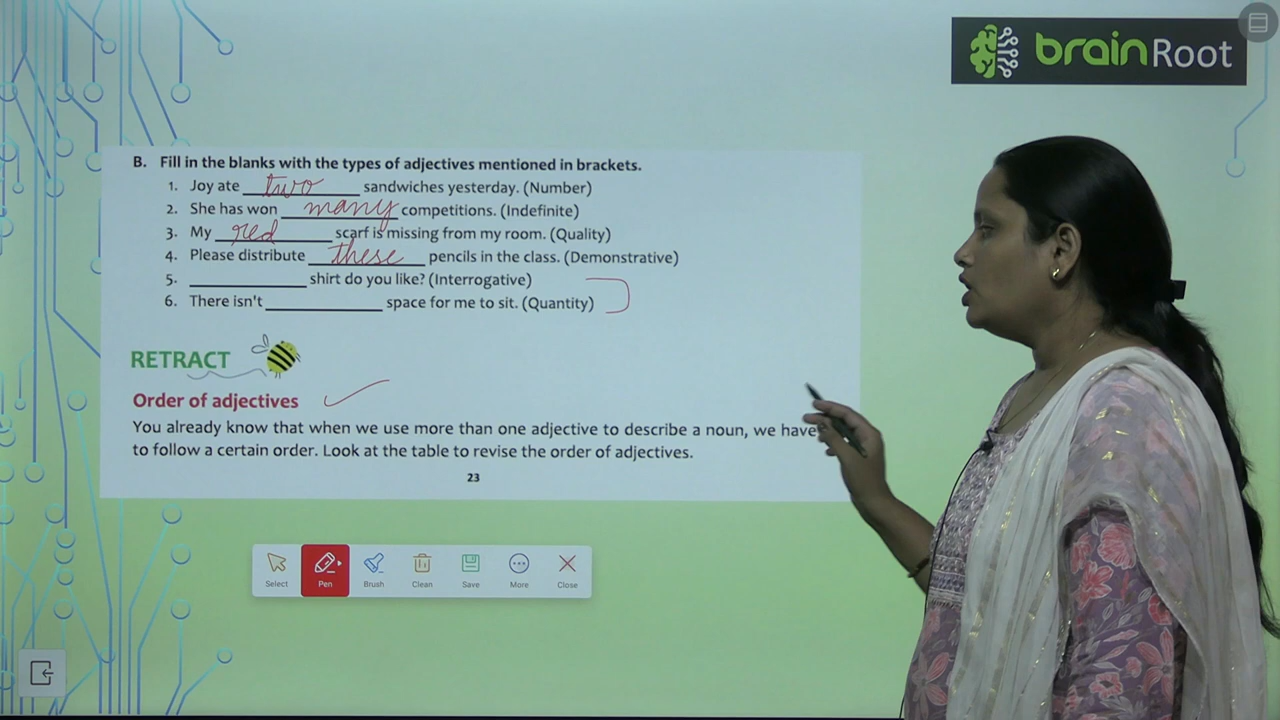 brainRoot
B. Fill in the blanks with the types of adjectives mentioned in brackets.
1. Joy ate two sandwiches yesterday. (Number)
2. She has won many competitions. (Indefinite)
3. My red scarf is missing from my room. (Quality)
4. Please distribute these pencils in the class. (Demonstrative)
5. ____________ shirt do you like? (Interrogative)
6. There isn't ____________ space for me to sit. (Quantity)
RETRACT
Order of adjectives
You already know that when we use more than one adjective to describe a noun, we have
to follow a certain order. Look at the table to revise the order of adjectives.
23
Select Pen Brush Clean Save More Close